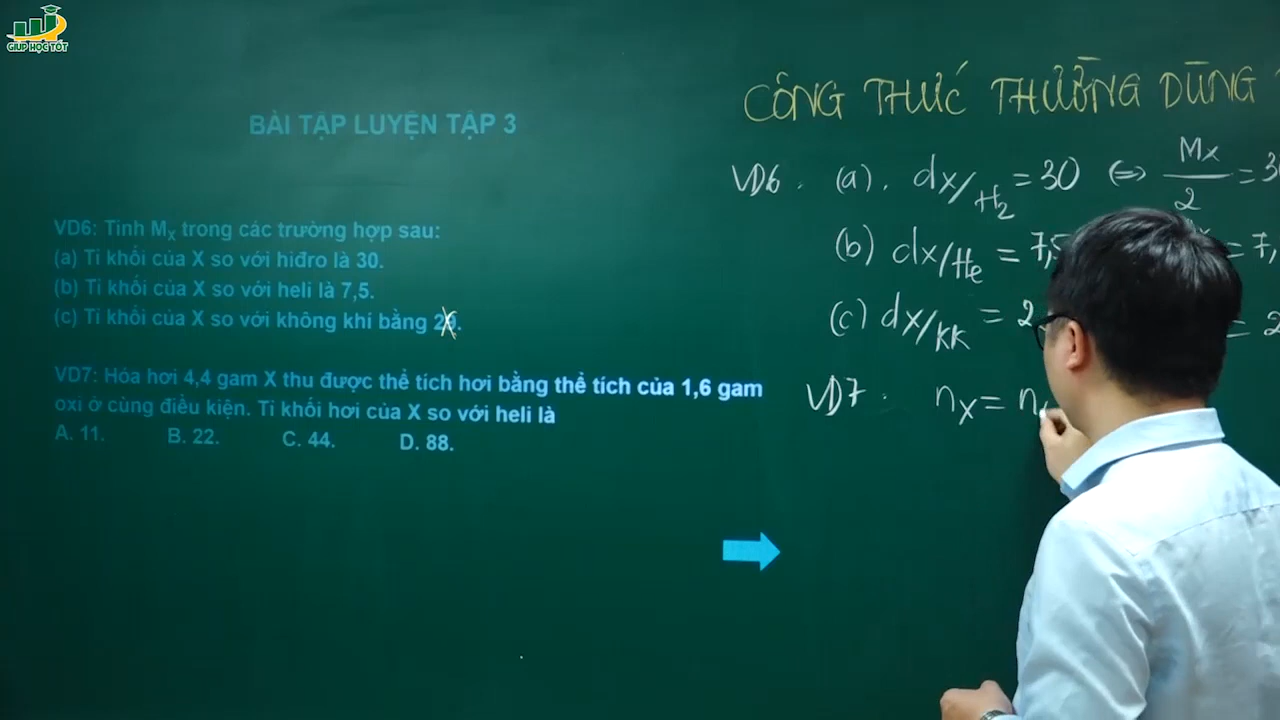 GIÚP HỌC TỐT
BÀI TẬP LUYỆN TẬP 3
VD6: Tính Mx trong các trường hợp sau:
(a) Tỉ khối của X so với hiđro là 30.
(b) Tỉ khối của X so với heli là 7,5.
(c) Tỉ khối của X so với không khí bằng 2
VD7: Hóa hơi 4,4 gam X thu được thể tích hơi bằng thể tích của 1,6 gam
oxi ở cùng điều kiện. Tỉ khối hơi của X so với heli là
A. 11. B. 22. C. 44. D. 88.
CÔNG THỨC THƯỜNG DÙNG
VD6. (a). dx/H2 = 30 ⇔ Mx/2 = 30
(b) dx/He = 7,5 = 7,
(c) dx/KK = 2 = 2
VD7. nx = n